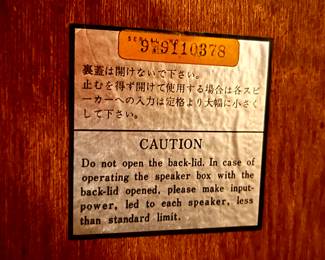 裏蓋は開けないで下さい。
止むを得ず開けて使用する場合は各スピ
ーカーへの入力は定格より大幅に小さく
して下さい。
CAUTION
Do not open the back-lid. In case of
operating the speaker box with the
back-lid opened, please make input-
power, led to each speaker, less
than standard limit.